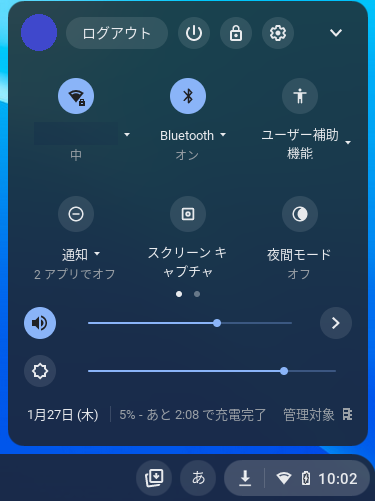 ログアウト
Bluetooth
ユーザー補助
機能
中
オン
通知
スクリーン キ
ャプチャ
夜間モード
2 アプリでオフ
オフ
1月27日 (木)
5% - あと 2:08 で充電完了
管理対象
あ
10:02